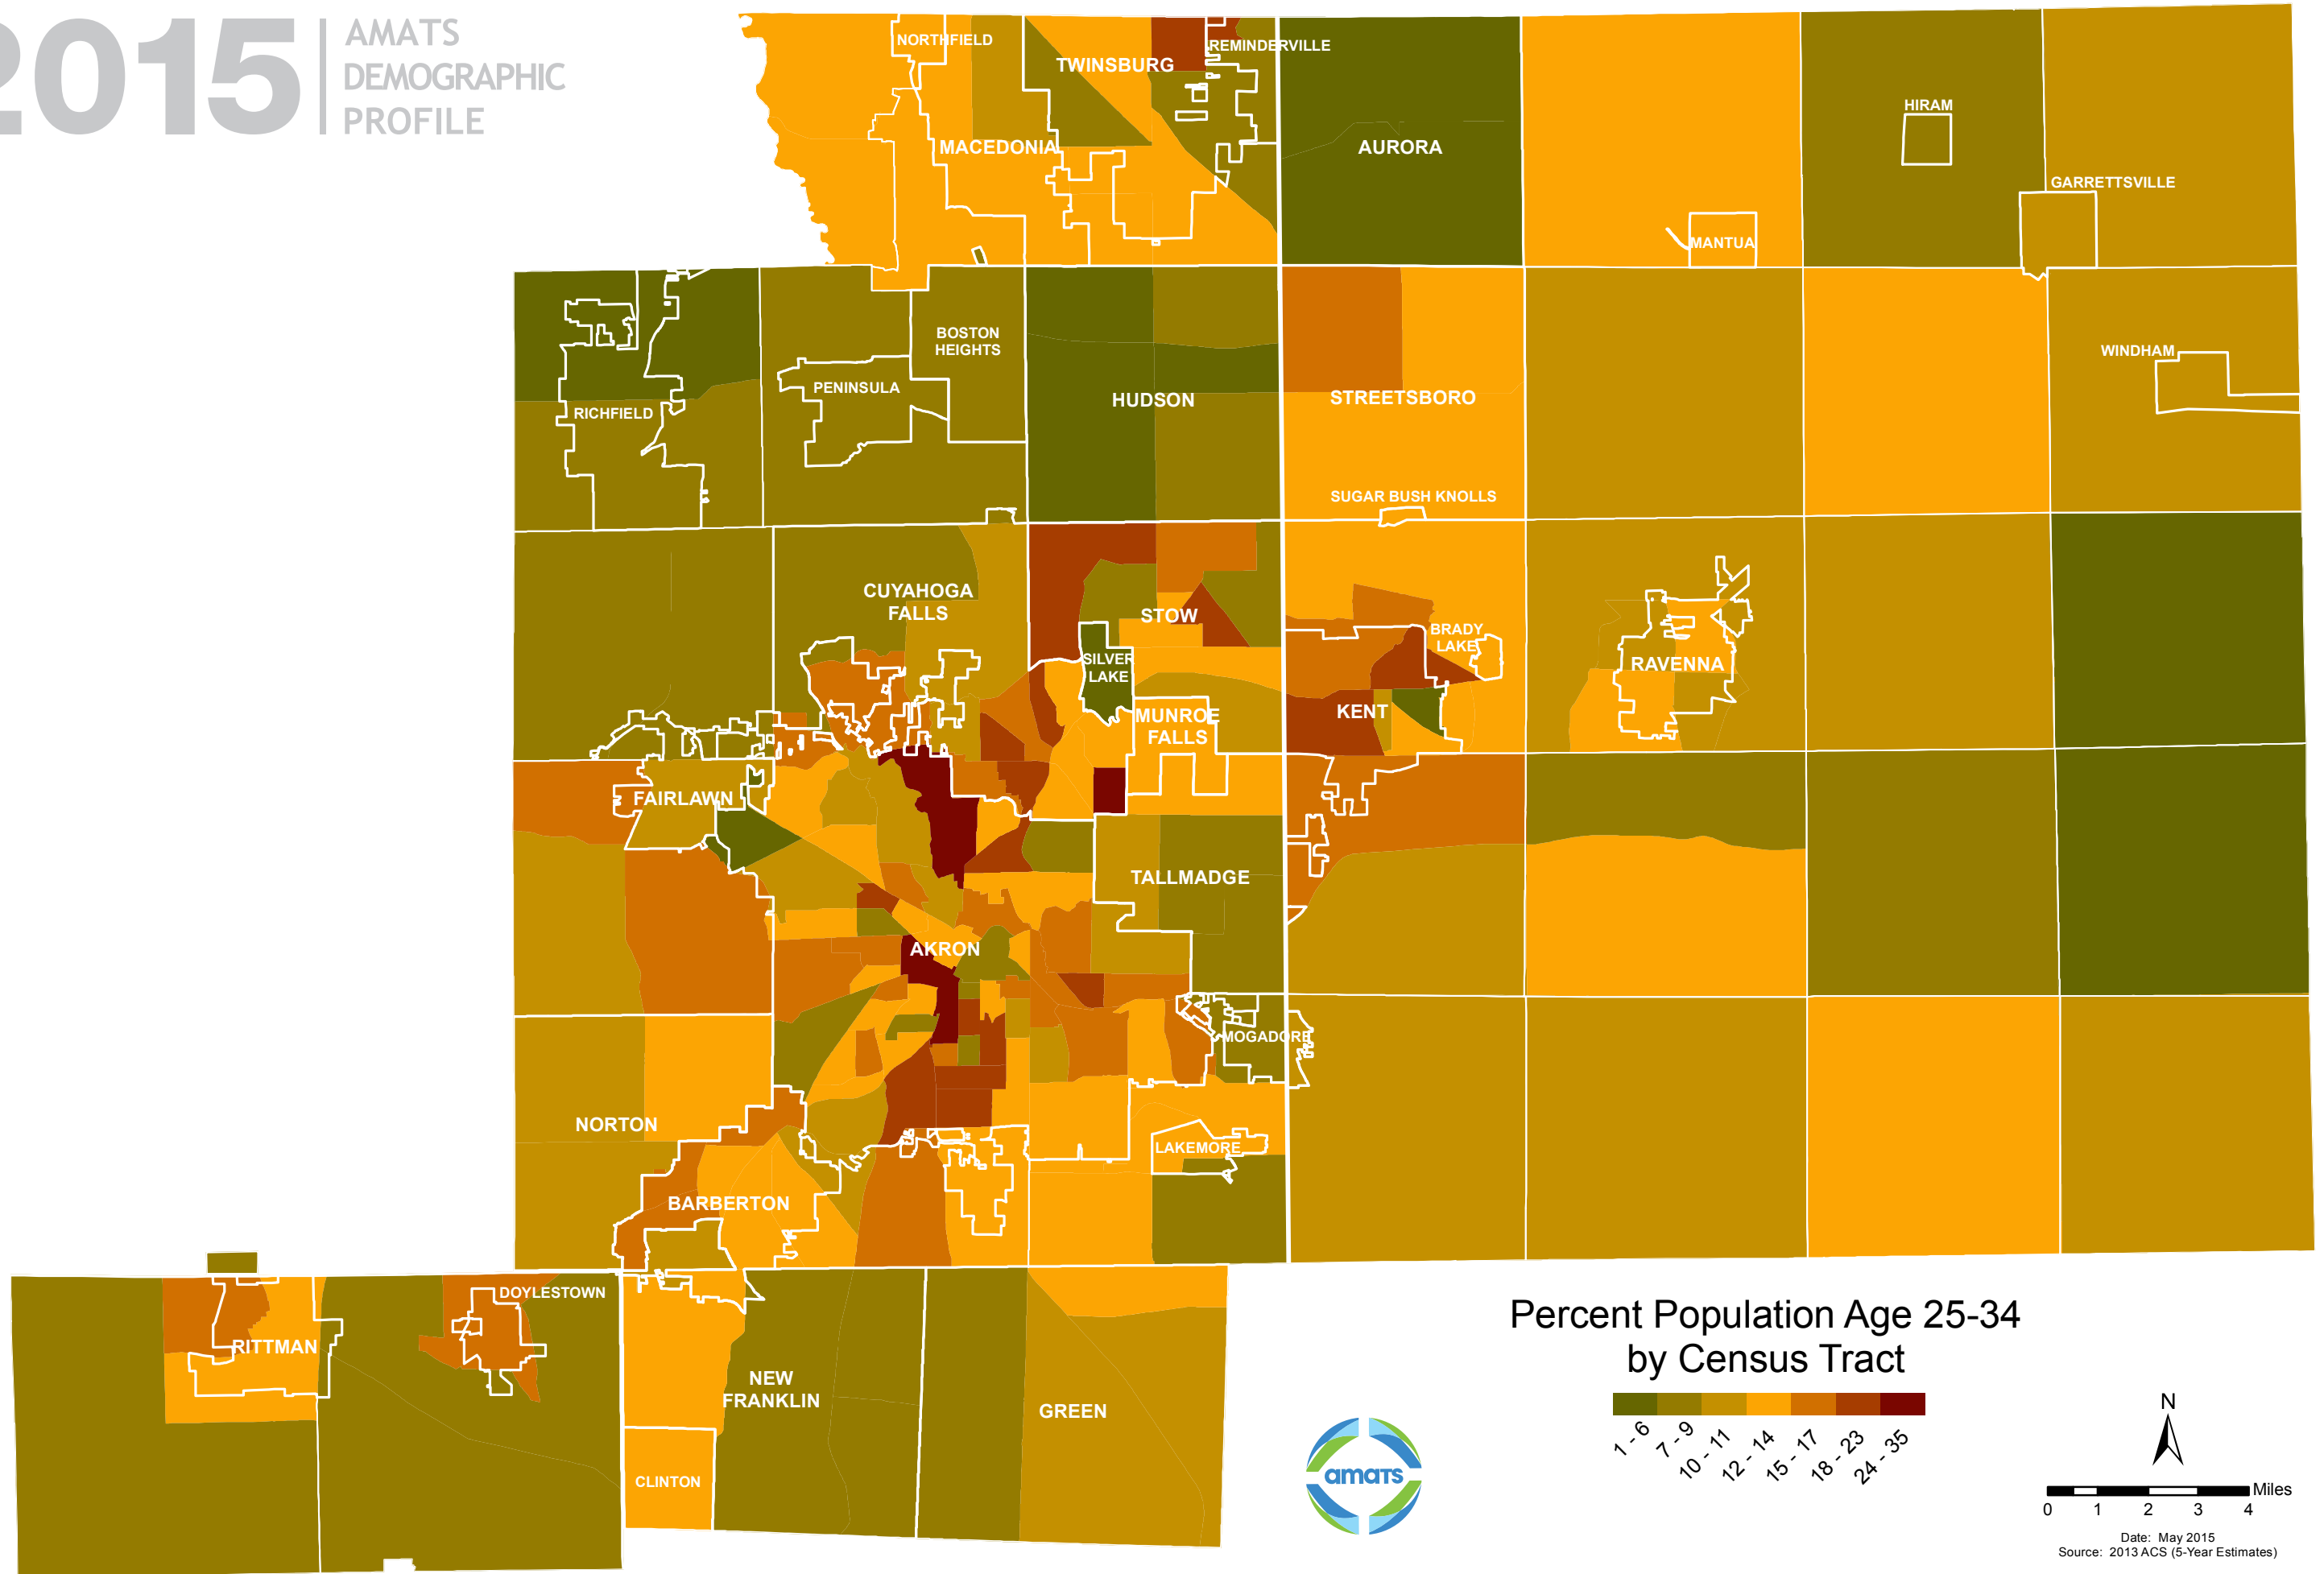 2015
AMATS
DEMOGRAPHIC
PROFILE
NORTHFIELD
TWINSBURG
REMINDERVILLE
MACEDONIA
AURORA
HIRAM
GARRETTSVILLE
MANTUA
BOSTON
HEIGHTS
PENINSULA
RICHFIELD
HUDSON
STREETSBORO
WINDHAM
SUGAR BUSH KNOLLS
CUYAHOGA
FALLS
STOW
SILVER
LAKE
BRADY
LAKE
RAVENNA
MUNROE
FALLS
KENT
FAIRLAWN
TALLMADGE
AKRON
MOGADORE
NORTON
LAKEMORE
BARBERTON
DOYLESTOWN
RITTMAN
NEW
FRANKLIN
GREEN
CLINTON
Percent Population Age 25-34
by Census Tract
1 - 6
7 - 9
10 - 11
12 - 14
15 - 17
18 - 23
24 - 35
amats
N
Miles
0 1 2 3 4
Date: May 2015
Source: 2013 ACS (5-Year Estimates)